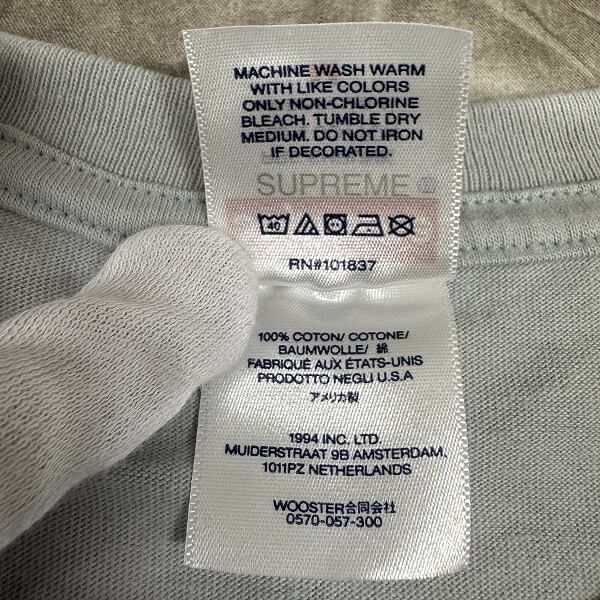 MACHINE WASH WARM
WITH LIKE COLORS
ONLY NON-CHLORINE
BLEACH. TUMBLE DRY
MEDIUM. DO NOT IRON
IF DECORATED.
SUPREME ®
40
RN#101837
100% COTON/ COTONE/
BAUMWOLLE/ 綿
FABRIQUÉ AUX ÉTATS-UNIS
PRODOTTO NEGLI U.S.A
アメリカ製
1994 INC. LTD.
MUIDERSTRAAT 9B AMSTERDAM,
1011PZ NETHERLANDS
WOOSTER合同会社
0570-057-300